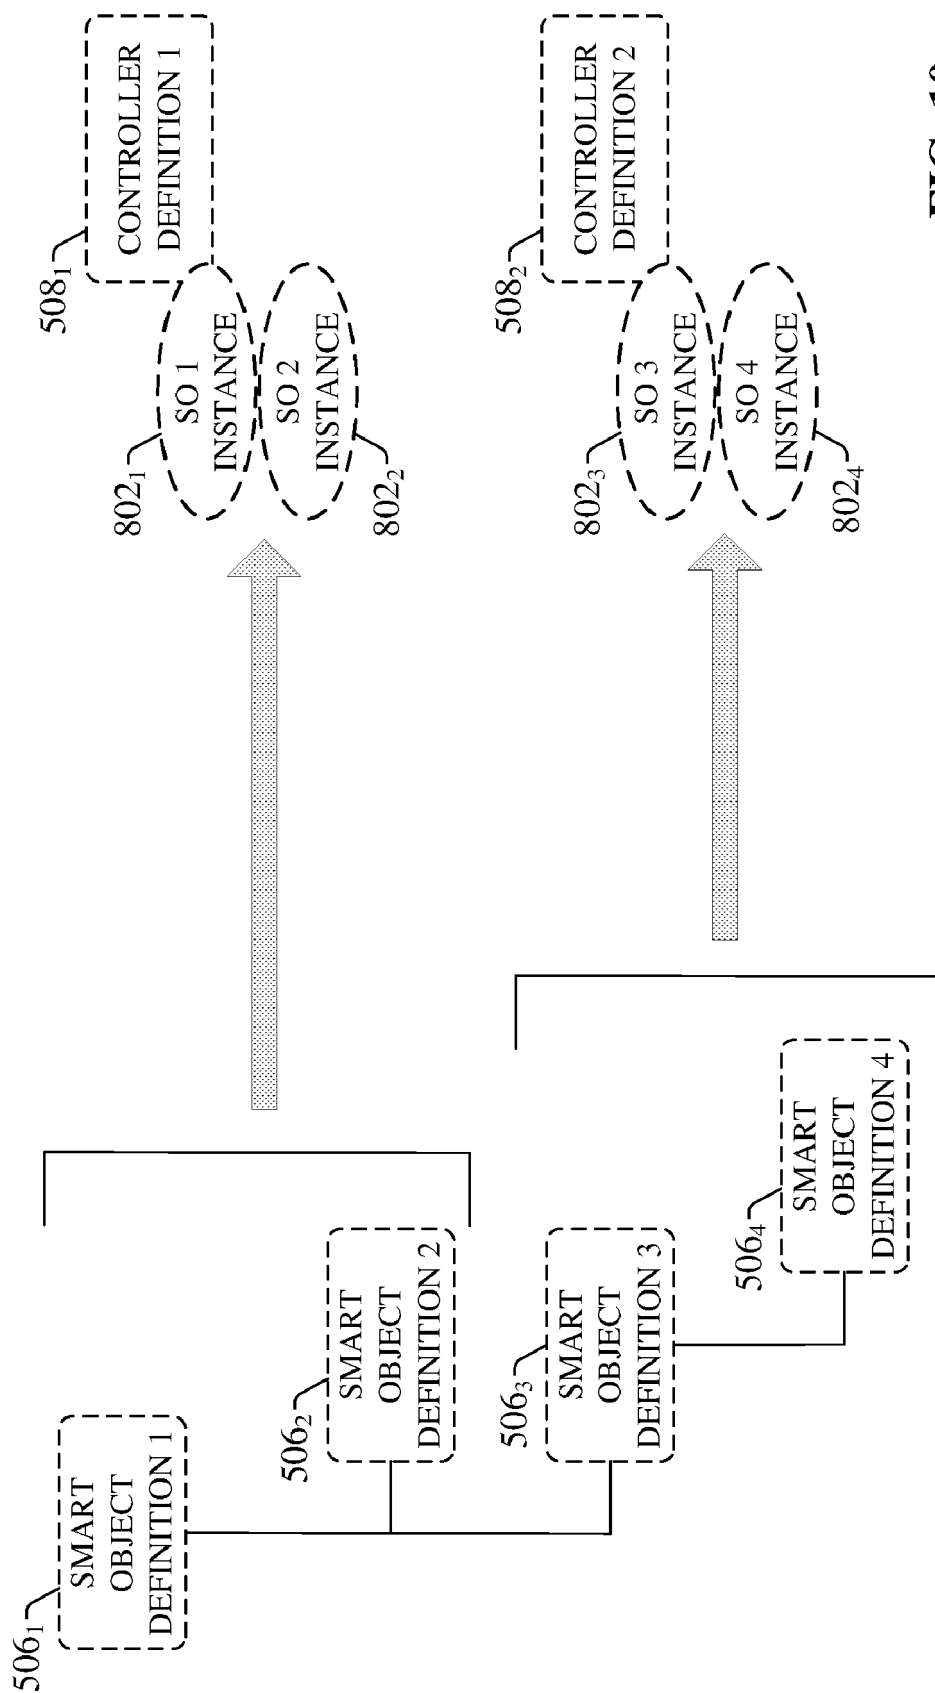 506₁
SMART
OBJECT
DEFINITION 1
506₂
SMART
OBJECT
DEFINITION 2
506₃
SMART
OBJECT
DEFINITION 3
506₄
SMART
OBJECT
DEFINITION 4
508₁
CONTROLLER
DEFINITION 1
802₁
SO 1
INSTANCE
SO 2
INSTANCE
802₂
508₂
CONTROLLER
DEFINITION 2
802₃
SO 3
INSTANCE
SO 4
INSTANCE
802₄